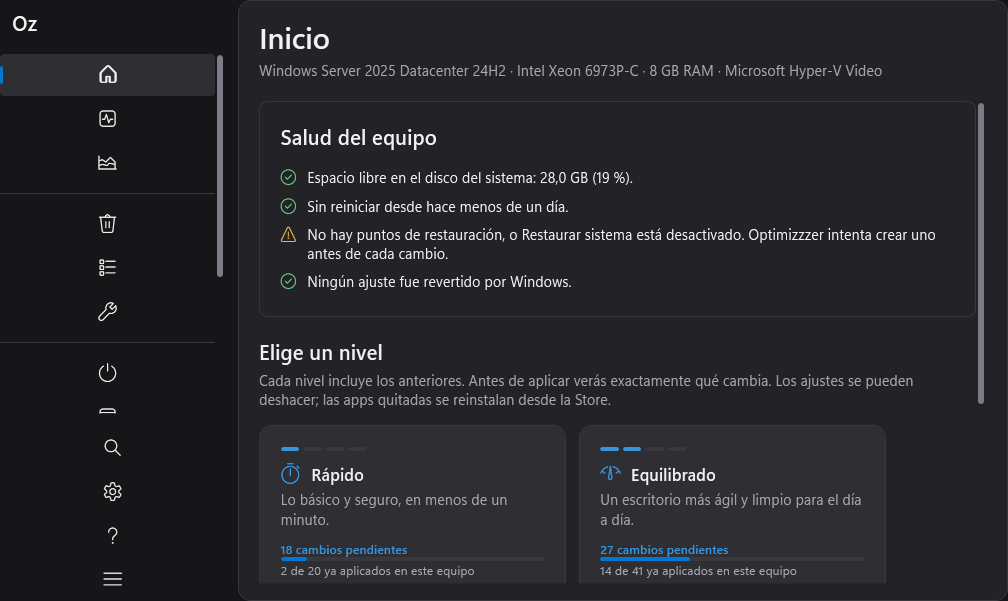 Oz
Inicio
Windows Server 2025 Datacenter 24H2 · Intel Xeon 6973P-C · 8 GB RAM · Microsoft Hyper-V Video
Salud del equipo
Espacio libre en el disco del sistema: 28,0 GB (19 %).
Sin reiniciar desde hace menos de un día.
No hay puntos de restauración, o Restaurar sistema está desactivado. Optimizzzer intenta crear uno
antes de cada cambio.
Ningún ajuste fue revertido por Windows.
Elige un nivel
Cada nivel incluye los anteriores. Antes de aplicar verás exactamente qué cambia. Los ajustes se pueden
deshacer; las apps quitadas se reinstalan desde la Store.
Rápido
Lo básico y seguro, en menos de un
minuto.
18 cambios pendientes
2 de 20 ya aplicados en este equipo
Equilibrado
Un escritorio más ágil y limpio para el día
a día.
27 cambios pendientes
14 de 41 ya aplicados en este equipo